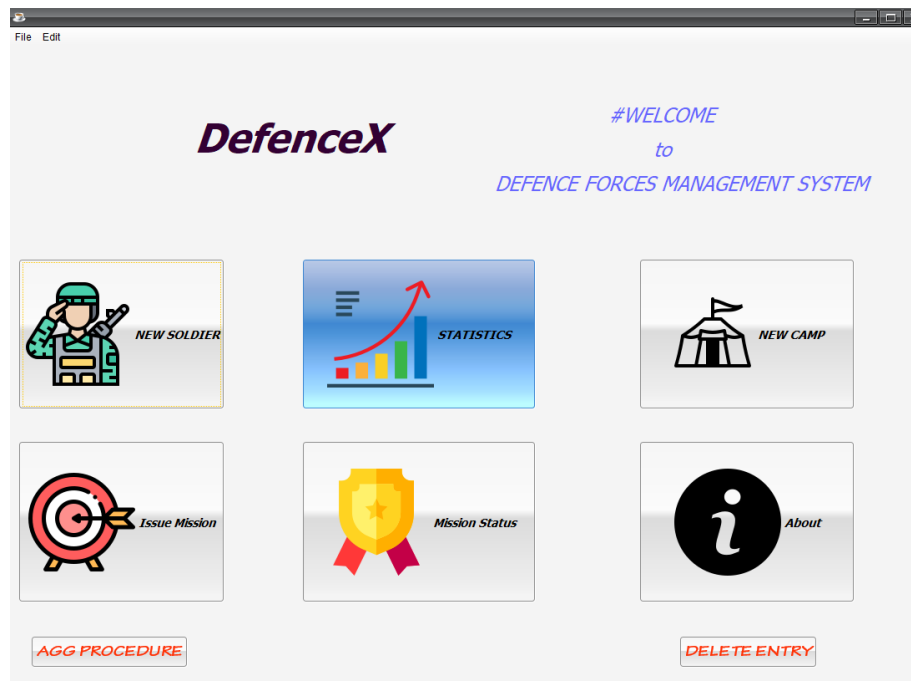 File Edit
DefenceX
#WELCOME
to
DEFENCE FORCES MANAGEMENT SYSTEM
NEW SOLDIER
STATISTICS
NEW CAMP
Issue Mission
Mission Status
About
AGG PROCEDURE
DELETE ENTRY